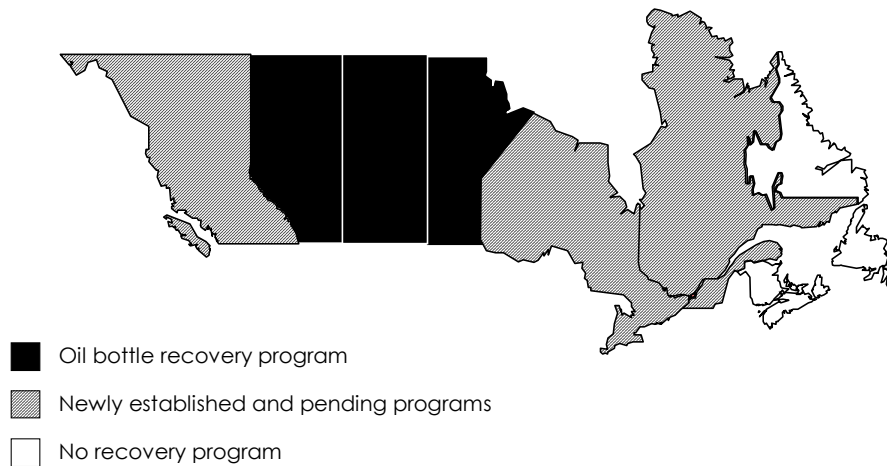 Oil bottle recovery program
Newly established and pending programs
No recovery program